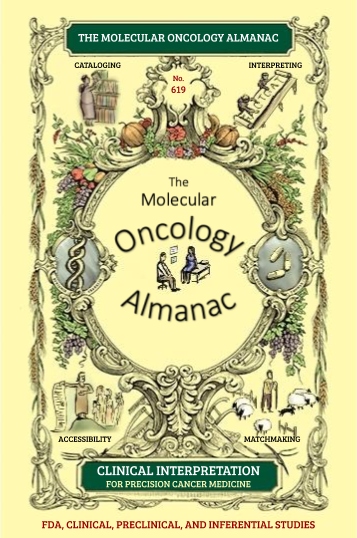 THE MOLECULAR ONCOLOGY ALMANAC
CATALOGING
INTERPRETING
No.
619
The
Molecular
Oncology
Almanac
ACCESSIBILITY
MATCHMAKING
CLINICAL INTERPRETATION
FOR PRECISION CANCER MEDICINE
FDA, CLINICAL, PRECLINICAL, AND INFERENTIAL STUDIES